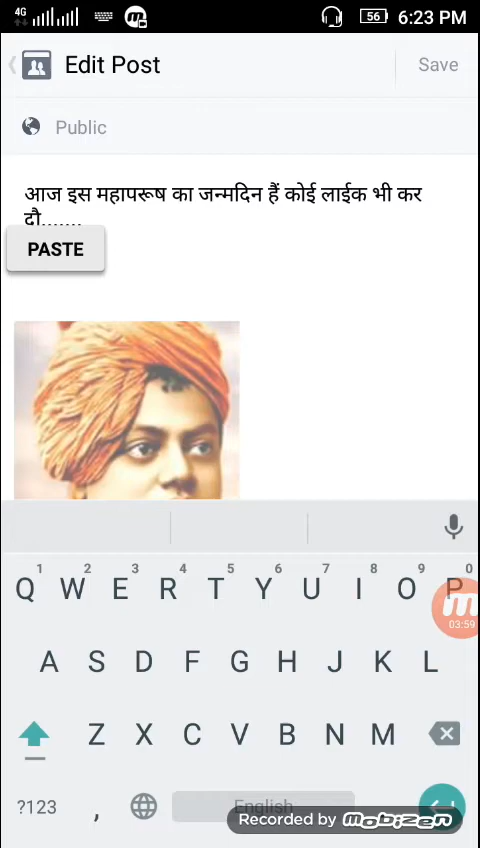 4G 56 6:23 PM
Edit Post Save
Public
आज इस महापरूष का जन्मदिन हैं कोई लाईक भी कर
दौ.......
PASTE
1 2 3 4 5 6 7 8 9 0
Q W E R T Y U I O P
03:59
A S D F G H J K L
Z X C V B N M
?123 , English
Recorded by mobizen